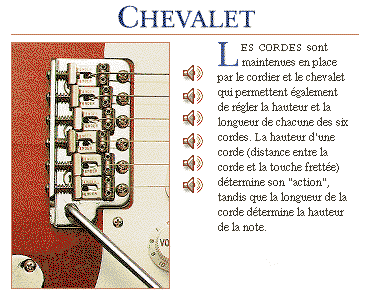 CHEVALET
LES CORDES sont
maintenues en place
par le cordier et le chevalet
qui permettent également
de régler la hauteur et la
longueur de chacune des six
cordes. La hauteur d'une
corde (distance entre la
corde et la touche frettée)
détermine son "action",
tandis que la longueur de la
corde détermine la hauteur
de la note.
VO